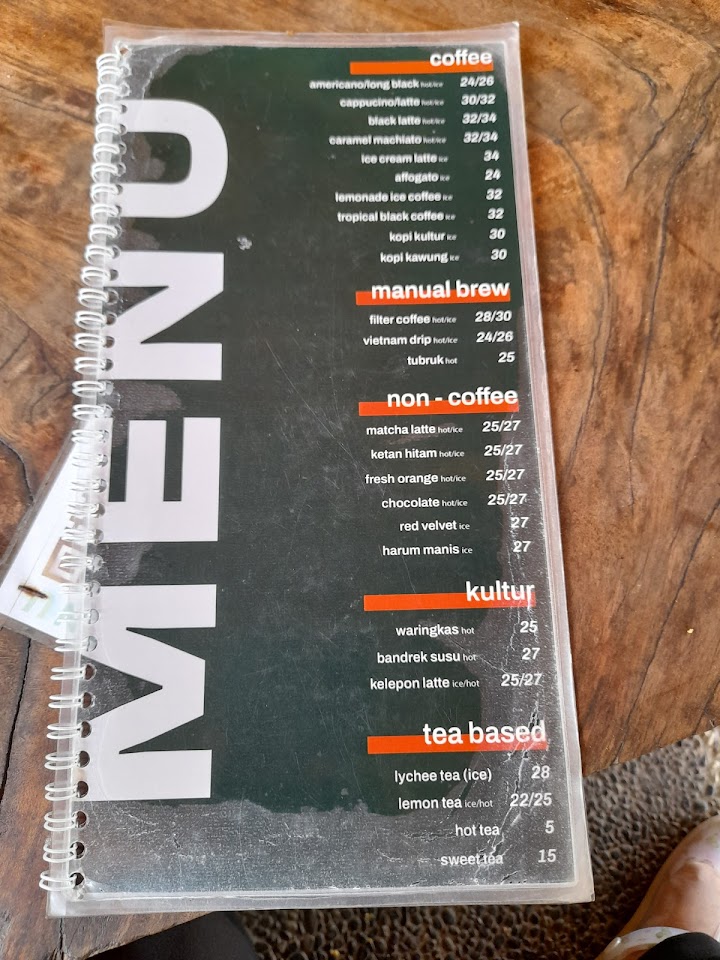 MENU
coffee
americano/long black hot/ice 24/26
cappucino/latte hot/ice 30/32
black latte hot/ice 32/34
caramel machiato hot/ice 32/34
ice cream latte ice 34
affogato ice 24
lemonade ice coffee ice 32
tropical black coffee ice 32
kopi kultur ice 30
kopi kawung ice 30
manual brew
filter coffee hot/ice 28/30
vietnam drip hot/ice 24/26
tubruk hot 25
non - coffee
matcha latte hot/ice 25/27
ketan hitam hot/ice 25/27
fresh orange hot/ice 25/27
chocolate hot/ice 25/27
red velvet ice 27
harum manis ice 27
kultur
waringkas hot 25
bandrek susu hot 27
kelepon latte ice/hot 25/27
tea based
lychee tea (ice) 28
lemon tea ice/hot 22/25
hot tea 5
sweet tea 15